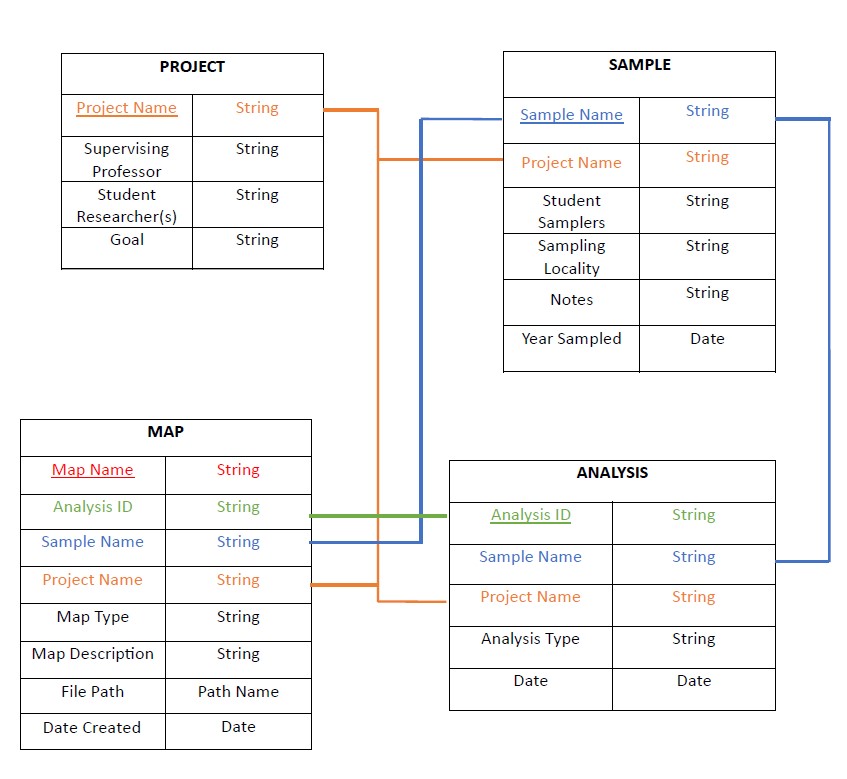 PROJECT
Project Name String
Supervising String
Professor
Student String
Researcher(s)
Goal String
SAMPLE
Sample Name String
Project Name String
Student String
Samplers
Sampling String
Locality
Notes String
Year Sampled Date
MAP
Map Name String
Analysis ID String
Sample Name String
Project Name String
Map Type String
Map Description String
File Path Path Name
Date Created Date
ANALYSIS
Analysis ID String
Sample Name String
Project Name String
Analysis Type String
Date Date